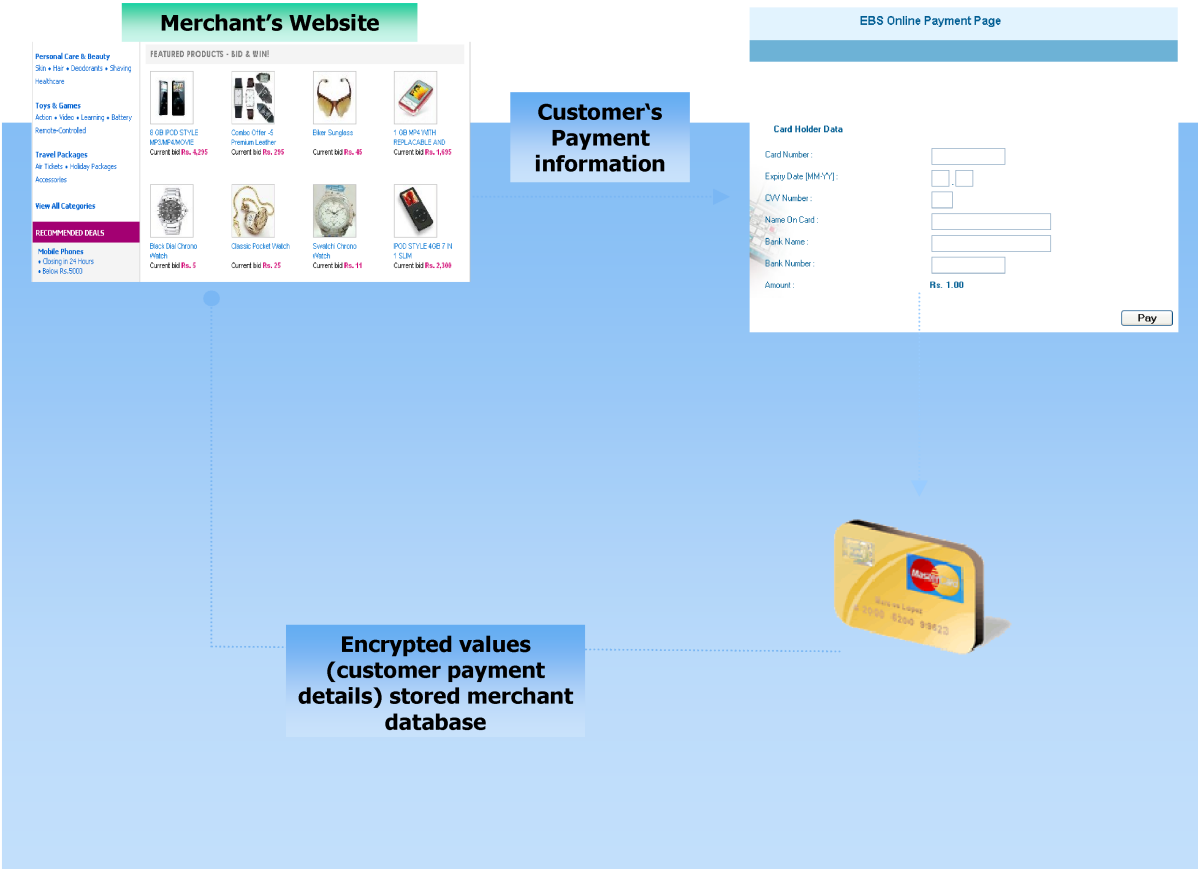 Merchant's Website
Personal Care & Beauty
Skin • Hair • Deodorants • Shaving
Healthcare
Toys & Games
Action • Video • Learning • Battery
Remote-Controlled
Travel Packages
Air Tickets • Holiday Packages
Accessories
View All Categories
RECOMMENDED DEALS
Mobile Phones
• Closing in 24 Hours
• Below Rs.5000
FEATURED PRODUCTS - BID & WIN!
8 GB IPOD STYLE
MP3/MP4/MOVIE
Current bid Rs. 4,295
Combo Offer -5
Premium Leather
Current bid Rs. 295
Biker Sungless
Current bid Rs. 45
1 GB MP4 WITH
REPLACABLE AND
Current bid Rs. 1,695
Black Dial Chrono
Watch
Current bid Rs. 5
Classic Pocket Watch
Current bid Rs. 25
Swatch Chrono
Watch
Current bid Rs. 11
IPOD STYLE 4GB 7 IN
1 SLIM
Current bid Rs. 2,300
Customer‘s
Payment
information
EBS Online Payment Page
Card Holder Data
Card Number :
Expiry Date [MM-YY] :
CVV Number :
Name On Card :
Bank Name :
Bank Number :
Amount :
Rs. 1.00
Pay
MasterCard
Encrypted values
(customer payment
details) stored merchant
database